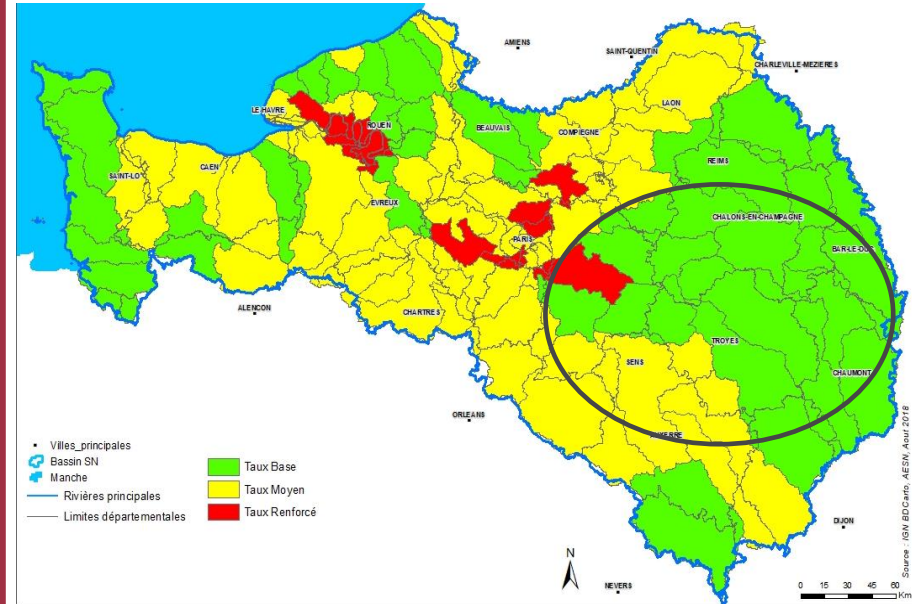 AMIENS
SAINT-QUENTIN
CHARLEVILLE-MEZIERES
LE HAVRE
ROUEN
BEAUVAIS
LAON
COMPIEGNE
REIMS
SAINT-LO
CAEN
EVREUX
PARIS
CHALONS-EN-CHAMPAGNE
BAR-LE-DUC
ALENÇON
CHARTRES
TROYES
SENS
CHAUMONT
ORLEANS
AUXERRE
DIJON
NEVERS
Villes_principales
Bassin SN
Manche
Rivières principales
Limites départementales
Taux Base
Taux Moyen
Taux Renforcé
N
0 15 30 45 60
Km
Source : IGN BDCarto, AESN, Aout 2018